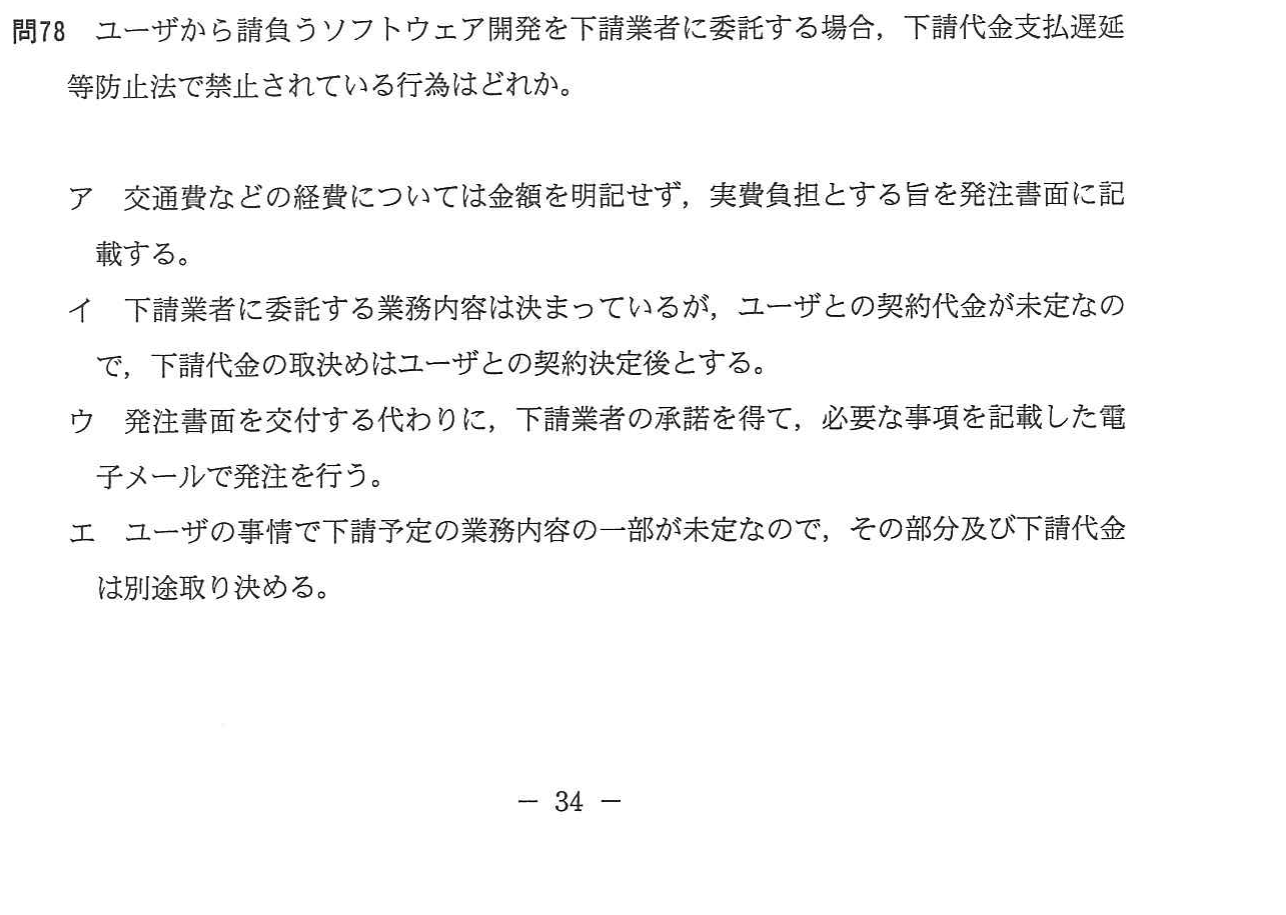 問78　ユーザから請負うソフトウェア開発を下請業者に委託する場合，下請代金支払遅延
等防止法で禁止されている行為はどれか。
ア　交通費などの経費については金額を明記せず，実費負担とする旨を発注書面に記
載する。
イ　下請業者に委託する業務内容は決まっているが，ユーザとの契約代金が未定なの
で，下請代金の取決めはユーザとの契約決定後とする。
ウ　発注書面を交付する代わりに，下請業者の承諾を得て，必要な事項を記載した電
子メールで発注を行う。
エ　ユーザの事情で下請予定の業務内容の一部が未定なので，その部分及び下請代金
は別途取り決める。
－ 34 －